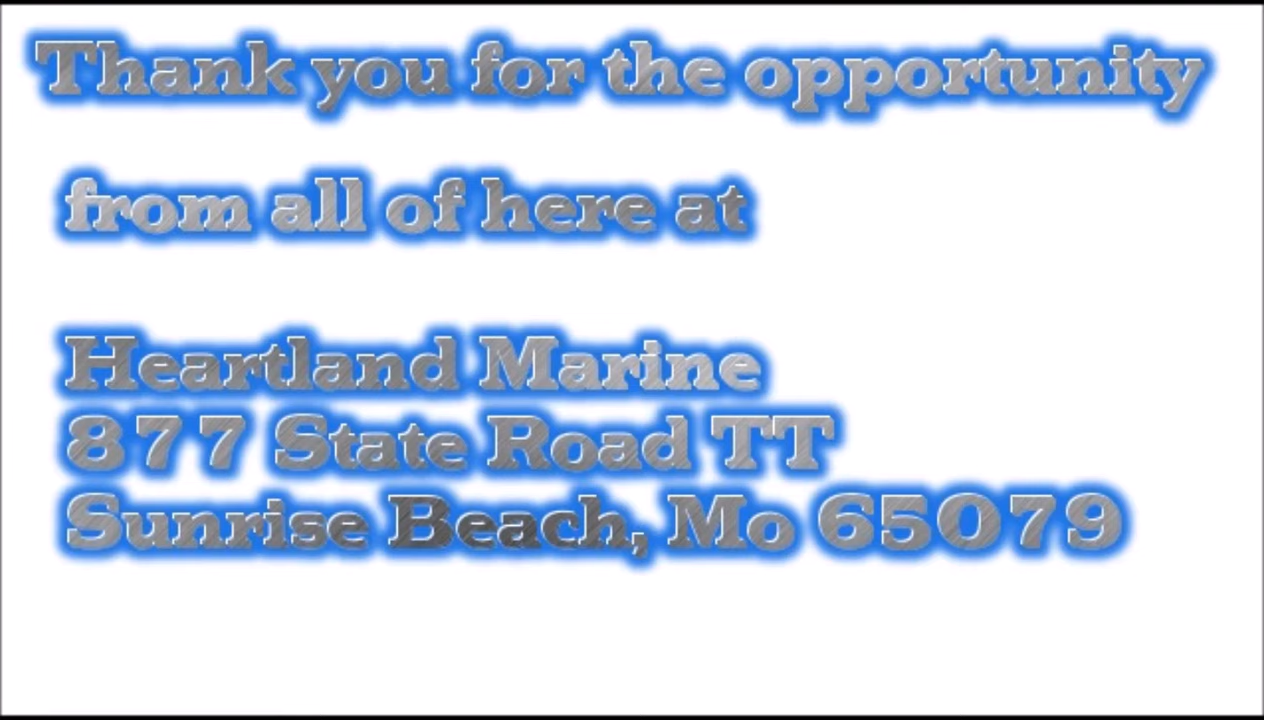 Thank you for the opportunity
from all of here at
Heartland Marine
877 State Road TT
Sunrise Beach, Mo 65079